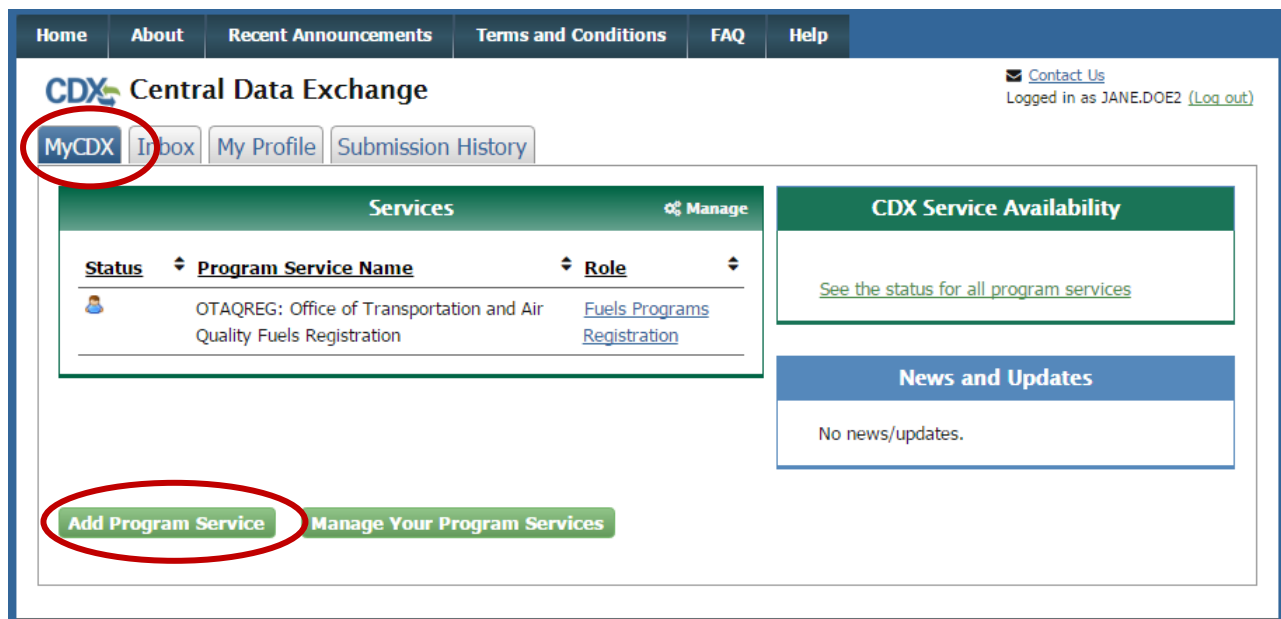 Home About Recent Announcements Terms and Conditions FAQ Help
CDX Central Data Exchange
Contact Us
Logged in as JANE.DOE2 (Log out)
MyCDX Inbox My Profile Submission History
Services Manage
Status Program Service Name Role
OTAQREG: Office of Transportation and Air Fuels Programs
Quality Fuels Registration Registration
CDX Service Availability
See the status for all program services
News and Updates
No news/updates.
Add Program Service Manage Your Program Services